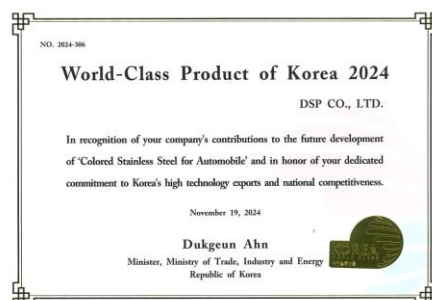 NO. 2024-306
World-Class Product of Korea 2024
DSP CO., LTD.
In recognition of your company's contributions to the future development
of 'Colored Stainless Steel for Automobile' and in honor of your dedicated
commitment to Korea's high technology exports and national competitiveness.
November 19, 2024
Dukgeun Ahn
Minister, Ministry of Trade, Industry and Energy
Republic of Korea
KOREA